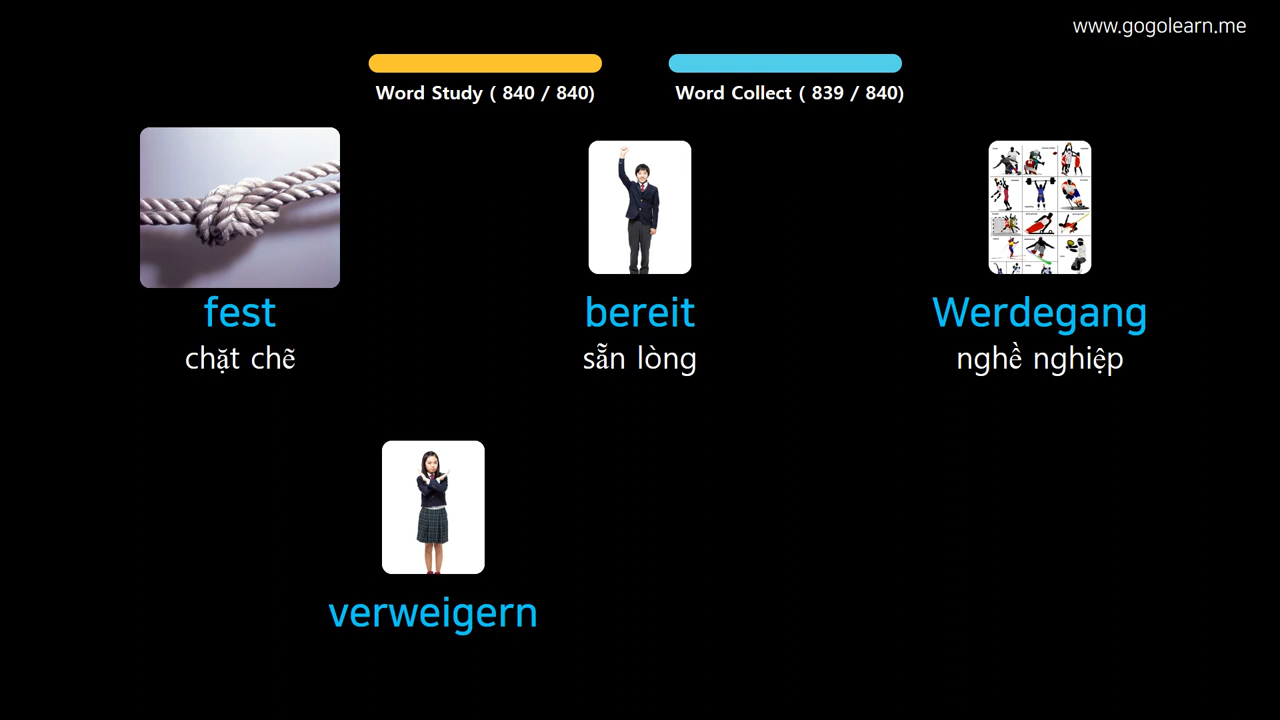 www.gogolearn.me
Word Study ( 840 / 840)
Word Collect ( 839 / 840)
fest
bereit
Werdegang
chặt chẽ
sẵn lòng
nghề nghiệp
verweigern